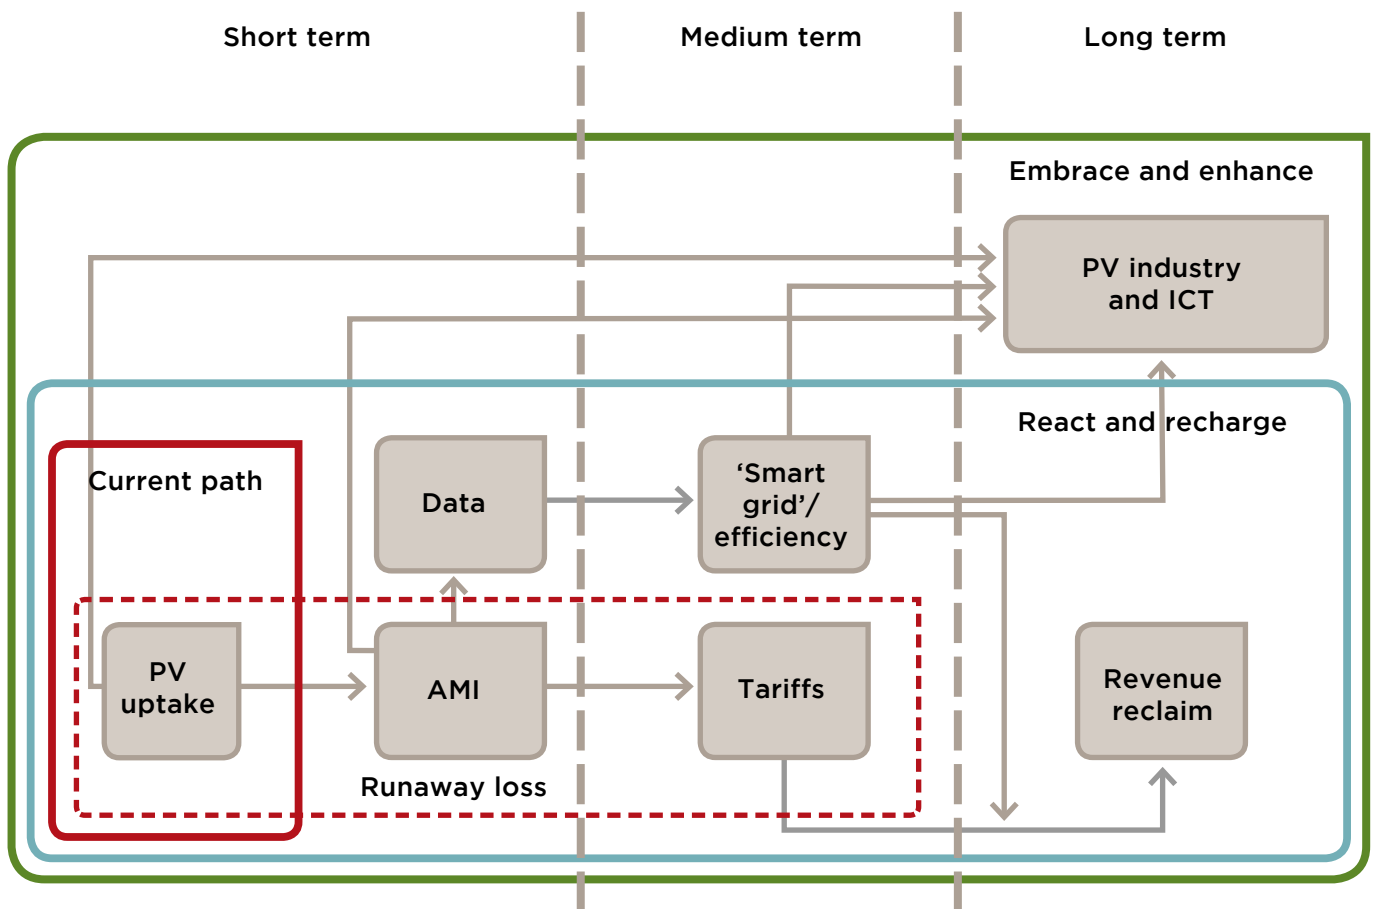 Short term
Medium term
Long term
Embrace and enhance
PV industry
and ICT
React and recharge
Current path
Data
‘Smart
grid’/
efficiency
PV
uptake
AMI
Tariffs
Revenue
reclaim
Runaway loss